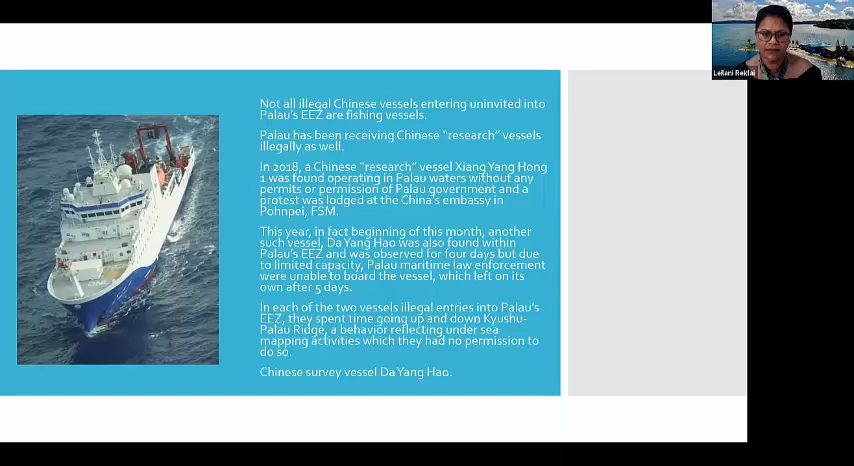 Leilani Reklai
Not all illegal Chinese vessels entering uninvited into
Palau's EEZ are fishing vessels.
Palau has been receiving Chinese "research" vessels
illegally as well.
In 2018, a Chinese "research" vessel Xiang Yang Hong
1 was found operating in Palau waters without any
permits or permission of Palau government and a
protest was lodged at the China's embassy in
Pohnpei, FSM.
This year, in fact beginning of this month, another
such vessel, Da Yang Hao was also found within
Palau's EEZ and was observed for four days but due
to limited capacity, Palau maritime law enforcement
were unable to board the vessel, which left on its
own after 5 days.
In each of the two vessels illegal entries into Palau's
EEZ, they spent time going up and down Kyushu-
Palau Ridge, a behavior reflecting under sea
mapping activities which they had no permission to
do so.
Chinese survey vessel Da Yang Hao.